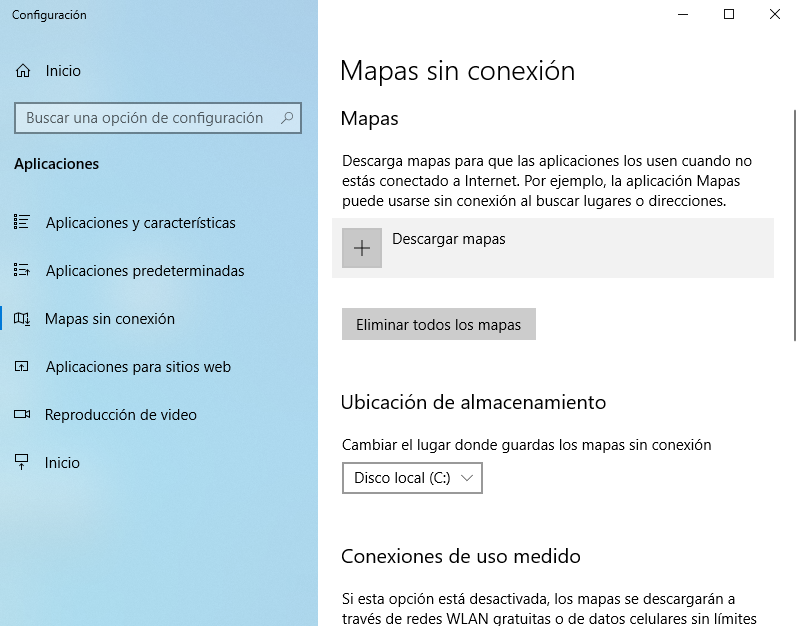 Configuración
Inicio
Buscar una opción de configuración
Aplicaciones
Aplicaciones y características
Aplicaciones predeterminadas
Mapas sin conexión
Aplicaciones para sitios web
Reproducción de video
Inicio
Mapas sin conexión
Mapas
Descarga mapas para que las aplicaciones los usen cuando no
estás conectado a Internet. Por ejemplo, la aplicación Mapas
puede usarse sin conexión al buscar lugares o direcciones.
Descargar mapas
Eliminar todos los mapas
Ubicación de almacenamiento
Cambiar el lugar donde guardas los mapas sin conexión
Disco local (C:)
Conexiones de uso medido
Si esta opción está desactivada, los mapas se descargarán a
través de redes WLAN gratuitas o de datos celulares sin límites